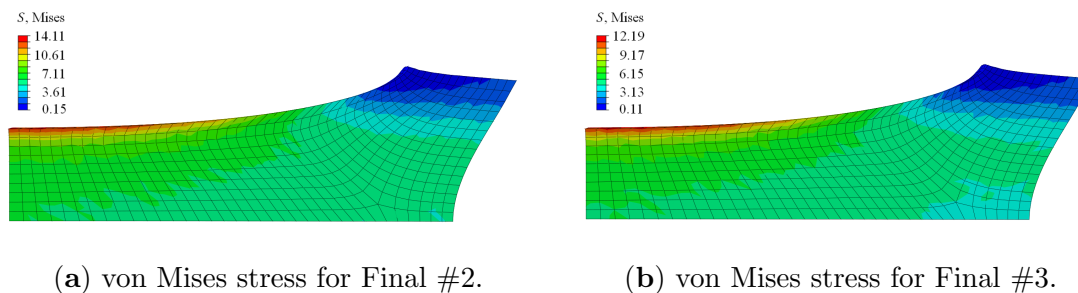 S, Mises
14.11
10.61
7.11
3.61
0.15
S, Mises
12.19
9.17
6.15
3.13
0.11
(a) von Mises stress for Final #2.
(b) von Mises stress for Final #3.